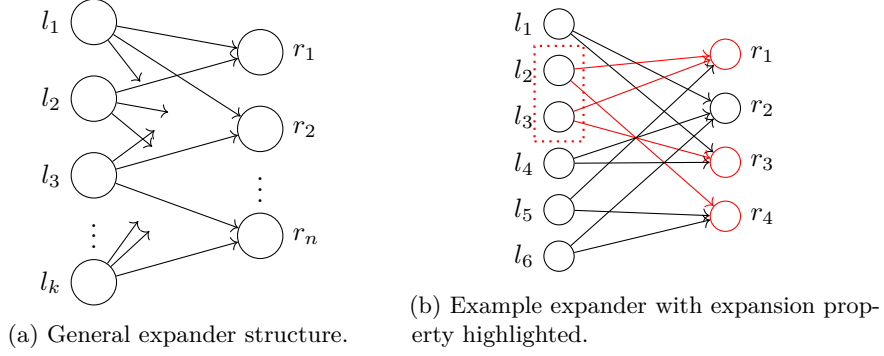 l₁
l₂
l₃
⋮
lₖ
r₁
r₂
⋮
rₙ
(a) General expander structure.
l₁
l₂
l₃
l₄
l₅
l₆
r₁
r₂
r₃
r₄
(b) Example expander with expansion prop-
erty highlighted.